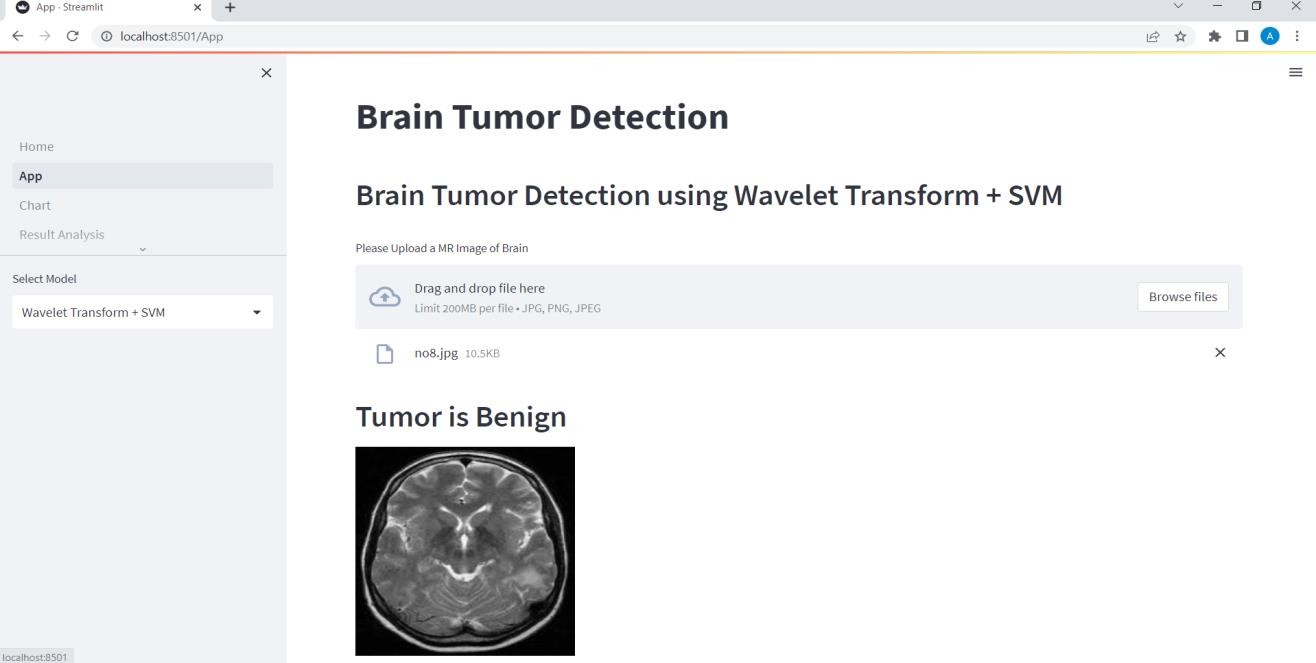 App · Streamlit
localhost:8501/App
A
Home
App
Chart
Result Analysis
Select Model
Wavelet Transform + SVM
Brain Tumor Detection
Brain Tumor Detection using Wavelet Transform + SVM
Please Upload a MR Image of Brain
Drag and drop file here
Limit 200MB per file • JPG, PNG, JPEG
Browse files
no8.jpg 10.5KB
Tumor is Benign
localhost:8501